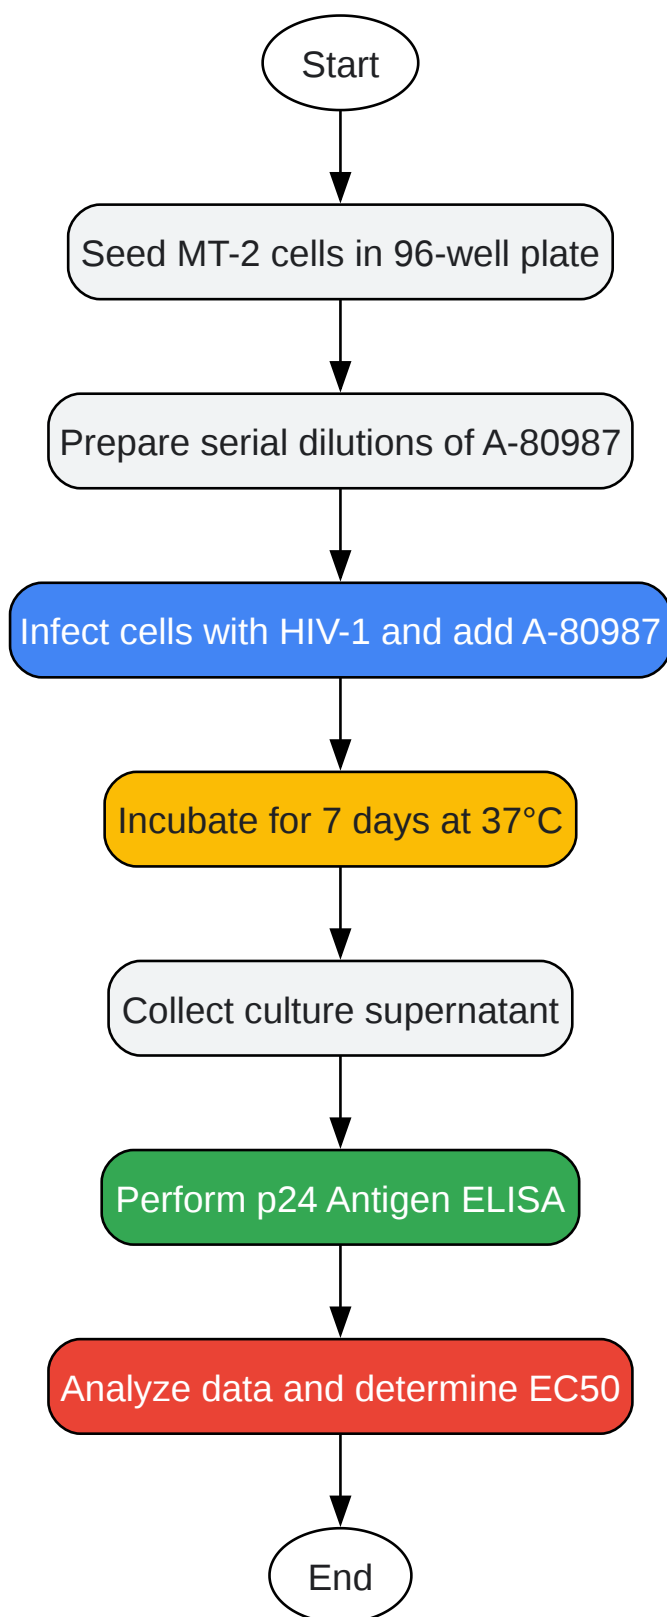 Start
Seed MT-2 cells in 96-well plate
Prepare serial dilutions of A-80987
Infect cells with HIV-1 and add A-80987
Incubate for 7 days at 37°C
Collect culture supernatant
Perform p24 Antigen ELISA
Analyze data and determine EC50
End